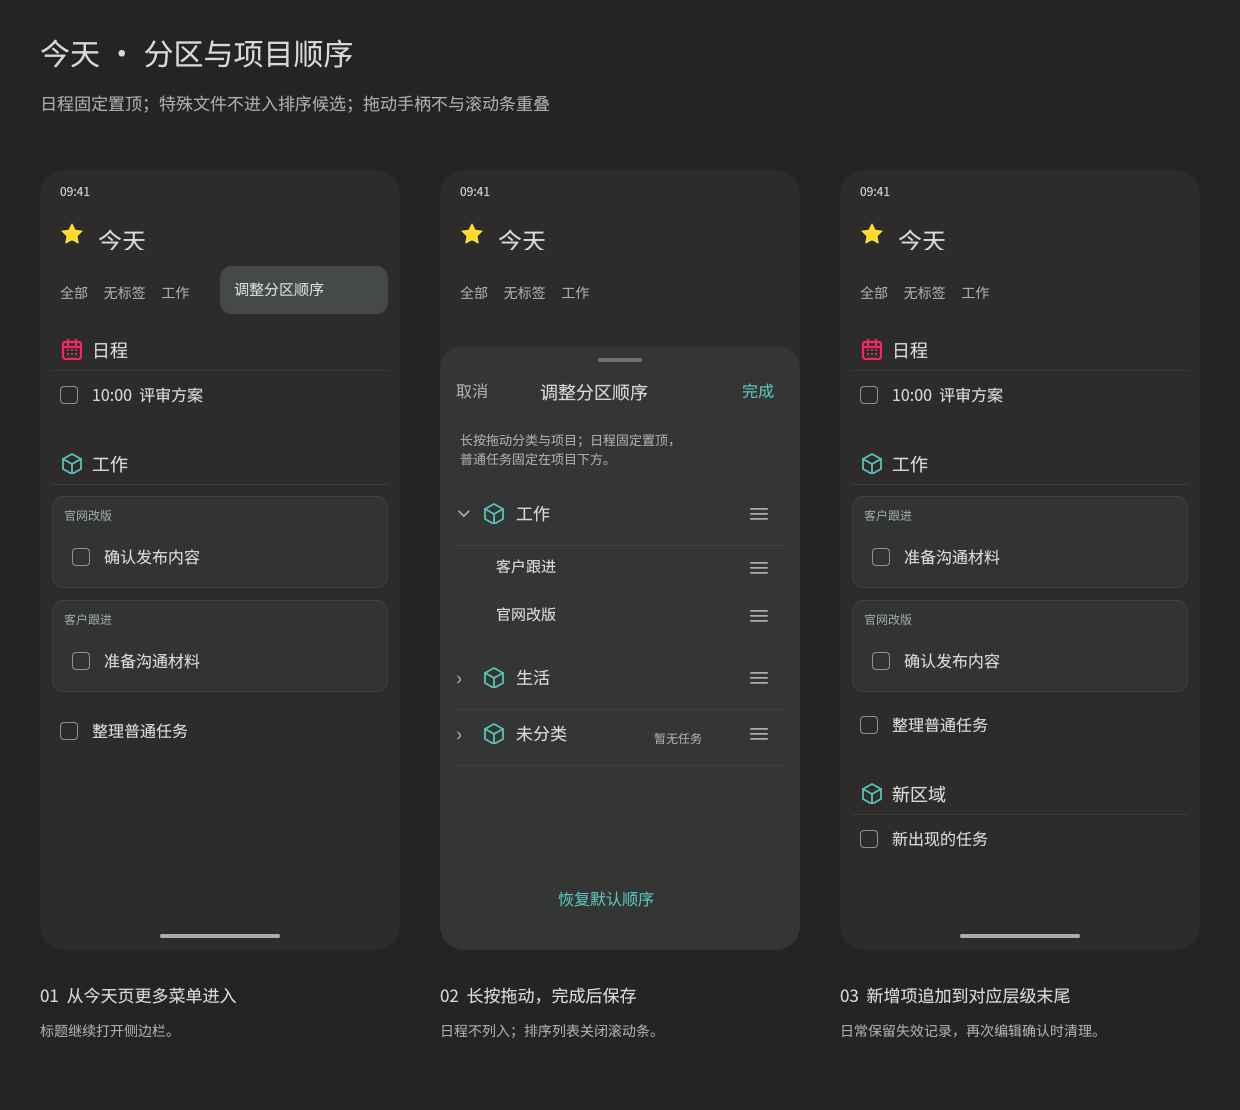 今天 · 分区与项目顺序
日程固定置顶；特殊文件不进入排序候选；拖动手柄不与滚动条重叠
09:41
今天
调整分区顺序
全部 无标签 工作
日程
10:00 评审方案
工作
官网改版
确认发布内容
客户跟进
准备沟通材料
整理普通任务
01 从今天页更多菜单进入
标题继续打开侧边栏。
09:41
今天
全部 无标签 工作
取消 调整分区顺序 完成
长按拖动分类与项目；日程固定置顶，
普通任务固定在项目下方。
工作
客户跟进
官网改版
生活
未分类 暂无任务
恢复默认顺序
02 长按拖动，完成后保存
日程不列入；排序列表关闭滚动条。
09:41
今天
全部 无标签 工作
日程
10:00 评审方案
工作
客户跟进
准备沟通材料
官网改版
确认发布内容
整理普通任务
新区域
新出现的任务
03 新增项追加到对应层级末尾
日常保留失效记录，再次编辑确认时清理。